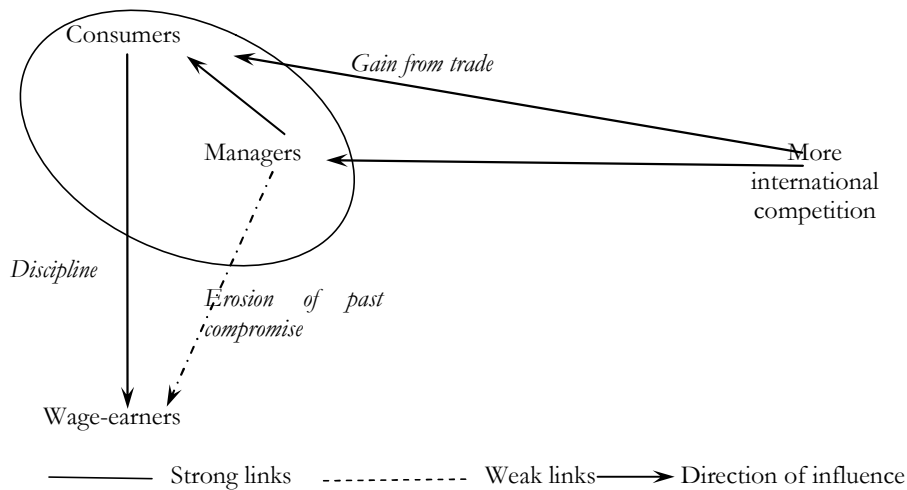 Consumers
Gain from trade
Managers
More
international
competition
Discipline
Erosion of past
compromise
Wage-earners
Strong links
Weak links
Direction of influence